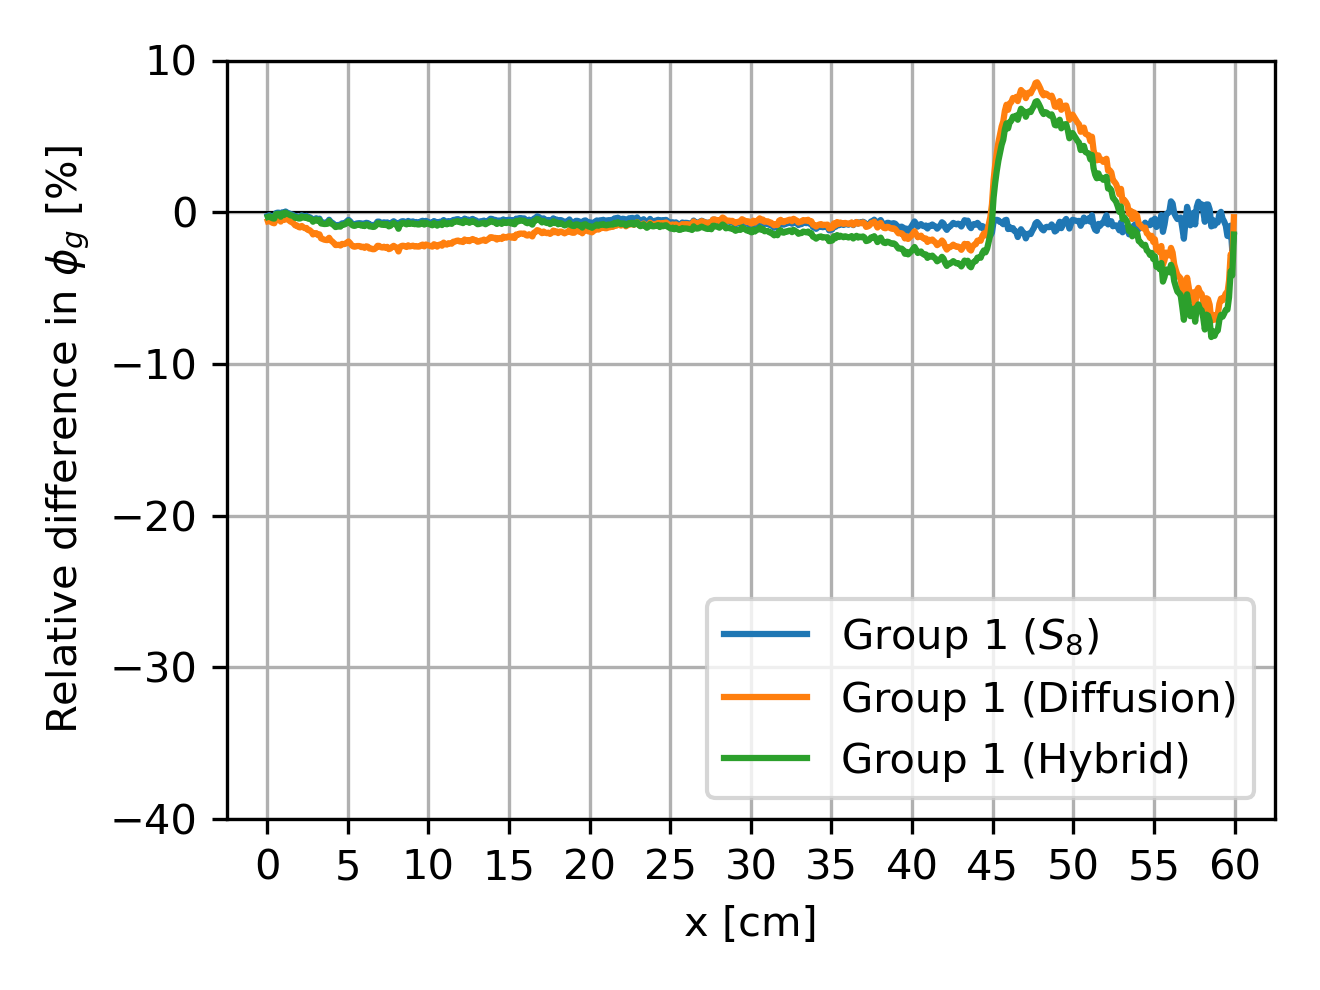 10
0
−10
−20
−30
−40
Relative difference in ϕg [%]
Group 1 (S8)
Group 1 (Diffusion)
Group 1 (Hybrid)
0 5 10 15 20 25 30 35 40 45 50 55 60
x [cm]